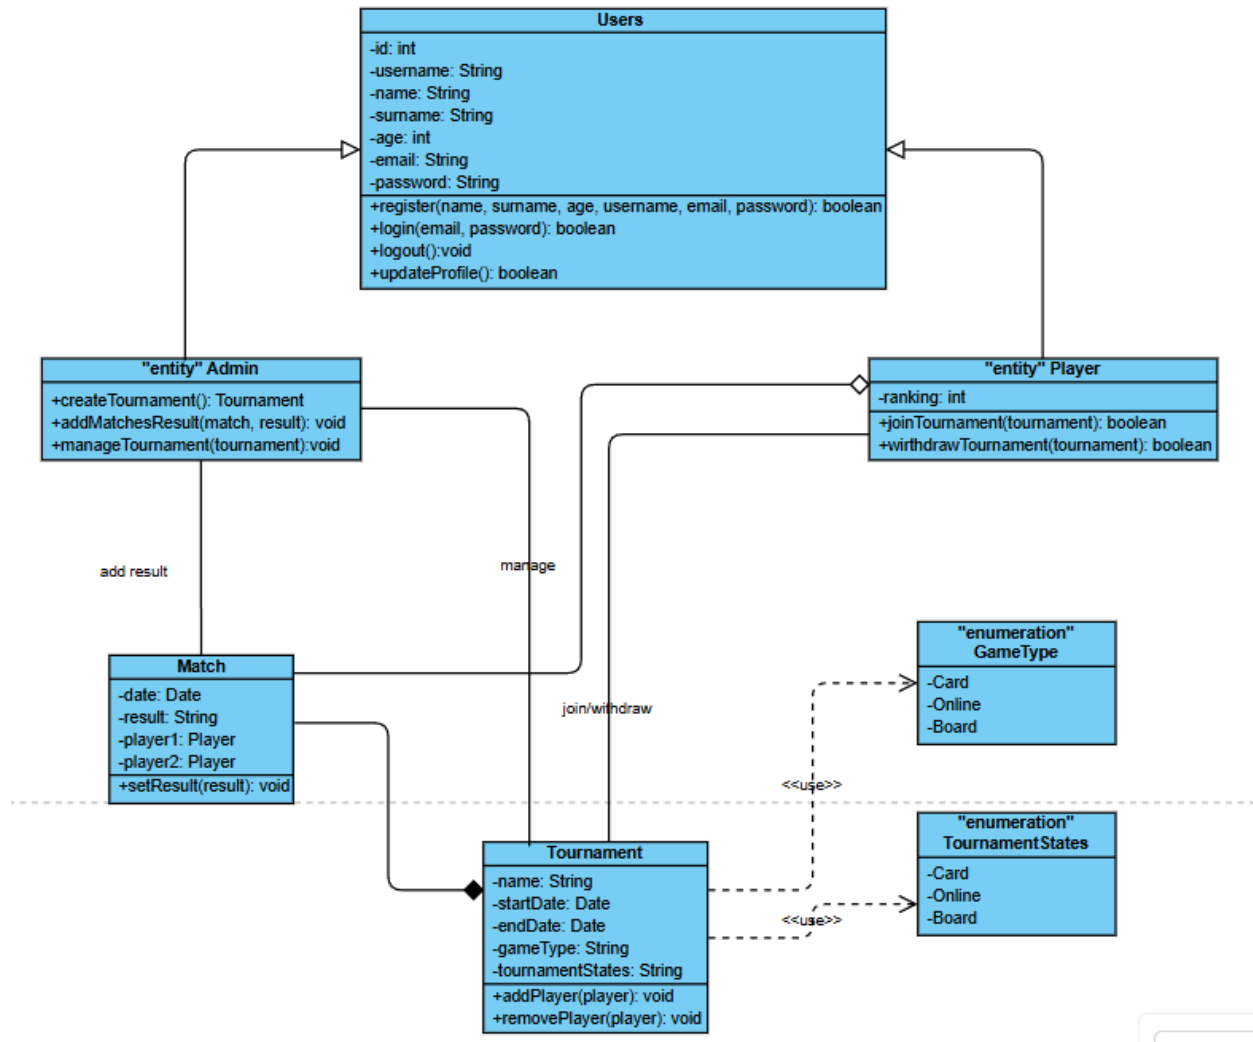 Users
-id: int
-username: String
-name: String
-surname: String
-age: int
-email: String
-password: String
+register(name, surname, age, username, email, password): boolean
+login(email, password): boolean
+logout():void
+updateProfile(): boolean
"entity" Admin
+createTournament(): Tournament
+addMatchesResult(match, result): void
+manageTournament(tournament):void
"entity" Player
-ranking: int
+joinTournament(tournament): boolean
+wirthdrawTournament(tournament): boolean
add result
manage
join/withdraw
Match
-date: Date
-result: String
-player1: Player
-player2: Player
+setResult(result): void
"enumeration"
GameType
-Card
-Online
-Board
<<use>>
"enumeration"
TournamentStates
-Card
-Online
-Board
<<use>>
Tournament
-name: String
-startDate: Date
-endDate: Date
-gameType: String
-tournamentStates: String
+addPlayer(player): void
+removePlayer(player): void